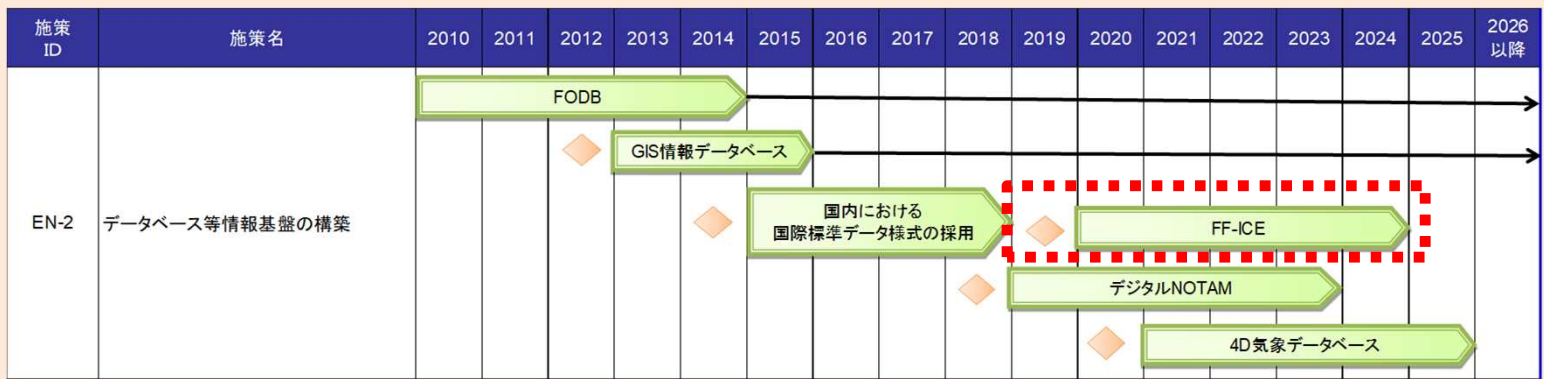 施策
ID
施策名
2010
2011
2012
2013
2014
2015
2016
2017
2018
2019
2020
2021
2022
2023
2024
2025
2026
以降
EN-2
データベース等情報基盤の構築
FODB
GIS情報データベース
国内における
国際標準データ様式の採用
FF-ICE
デジタルNOTAM
4D気象データベース